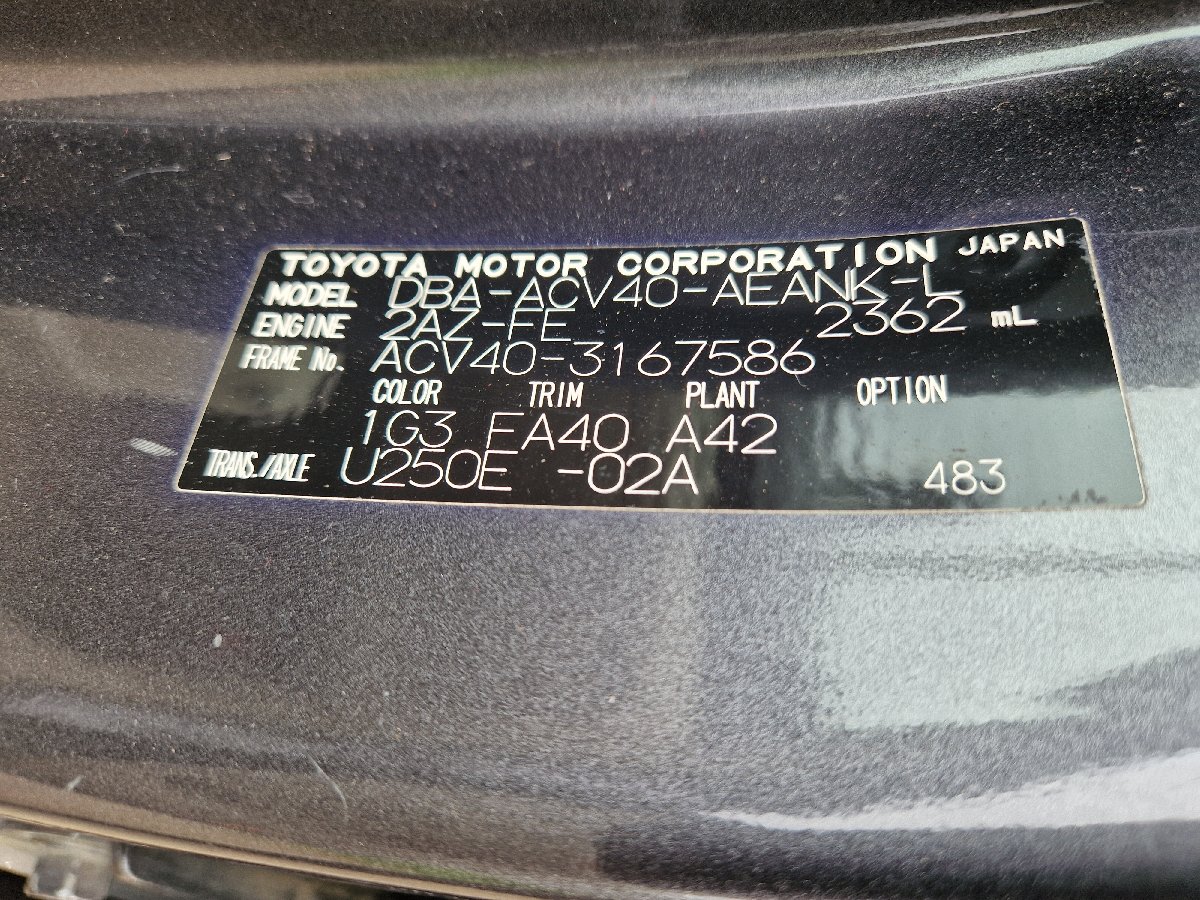 TOYOTA MOTOR CORPORATION JAPAN
MODEL DBA-ACV40-AEANK-L
ENGINE 2AZ-FE 2362 mL
FRAME No. ACV40-3167586
COLOR TRIM PLANT OPTION
1G3 FA40 A42
TRANS./AXLE U250E -02A 483